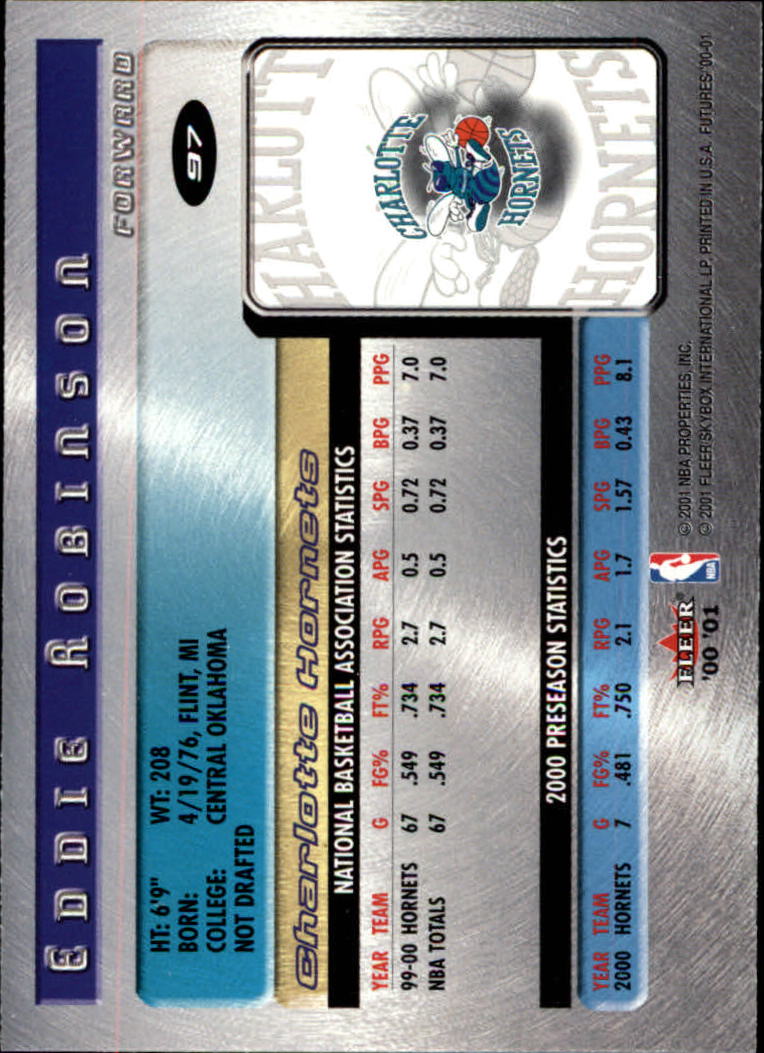 EDDIE ROBINSON
FORWARD
HT: 6'9" WT: 208
BORN: 4/19/76, FLINT, MI
COLLEGE: CENTRAL OKLAHOMA
NOT DRAFTED
97
Charlotte Hornets
CHARLOTTE
HORNETS
CHARLOTT
HORNETS
NATIONAL BASKETBALL ASSOCIATION STATISTICS
YEAR TEAM G FG% FT% RPG APG SPG BPG PPG
99-00 HORNETS 67 .549 .734 2.7 0.5 0.72 0.37 7.0
NBA TOTALS 67 .549 .734 2.7 0.5 0.72 0.37 7.0
2000 PRESEASON STATISTICS
YEAR TEAM G FG% FT% RPG APG SPG BPG PPG
2000 HORNETS 7 .481 .750 2.1 1.7 1.57 0.43 8.1
FLEER®
'00 '01
NBA
© 2001 NBA PROPERTIES, INC.
© 2001 FLEER/SKYBOX INTERNATIONAL LP, PRINTED IN U.S.A. FUTURES/'00-01